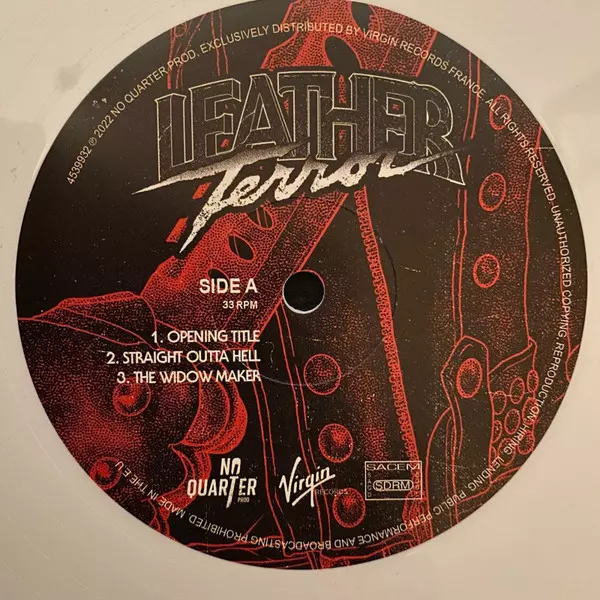 4539932 ℗ 2022 NO QUARTER PROD. EXCLUSIVELY DISTRIBUTED BY VIRGIN RECORDS FRANCE. ALL RIGHTS RESERVED. UNAUTHORIZED COPYING REPRODUCTION HIRING, LENDING, PUBLIC PERFORMANCE AND BROADCASTING PROHIBITED. MADE IN THE E.U
LEATHER
Terror
SIDE A
33 RPM
1. OPENING TITLE
2. STRAIGHT OUTTA HELL
3. THE WIDOW MAKER
NO
QUARTER
PROD
Virgin
RECORDS
SACEM
SDRM